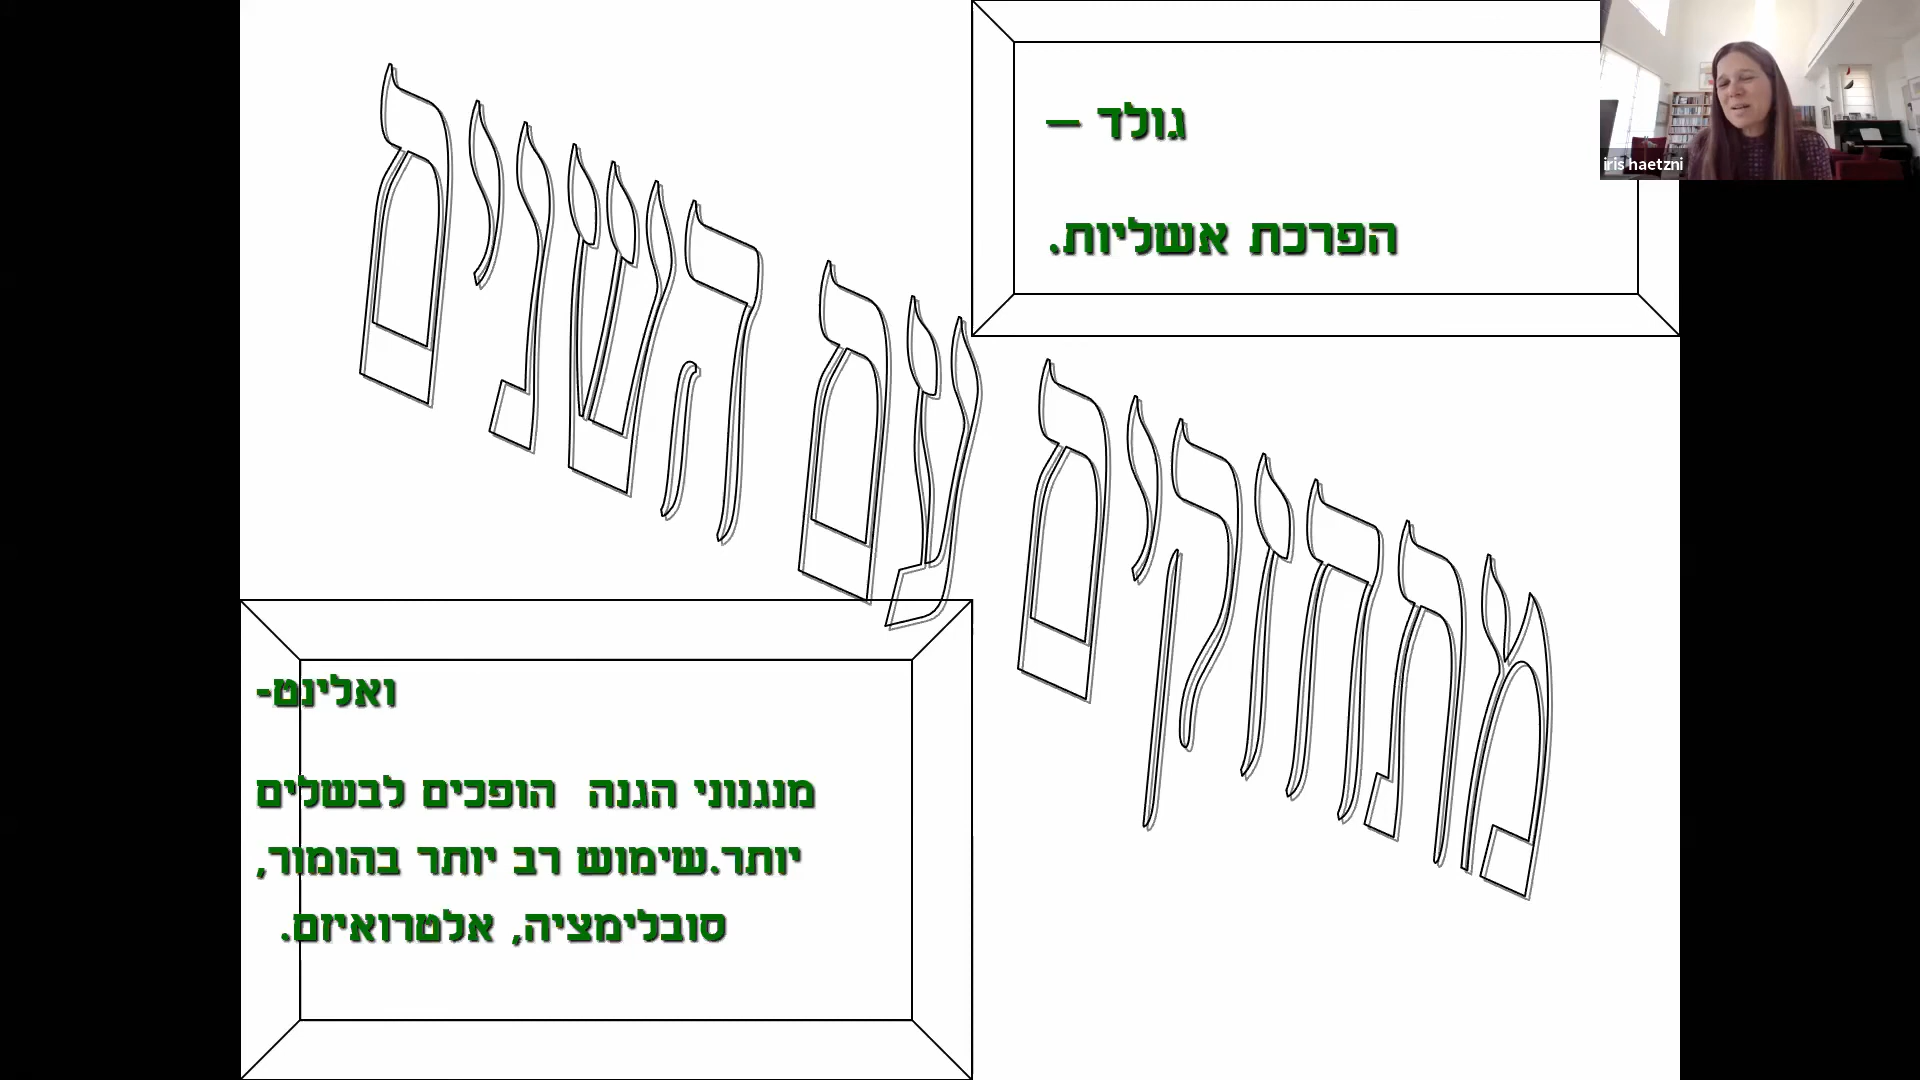 מתחזקים עם השנים
גולד –
הפרכת אשליות.
ואלינט-
מנגנוני הגנה הופכים לבשלים
יותר.שימוש רב יותר בהומור,
סובלימציה, אלטרואיזם.
iris haetzni